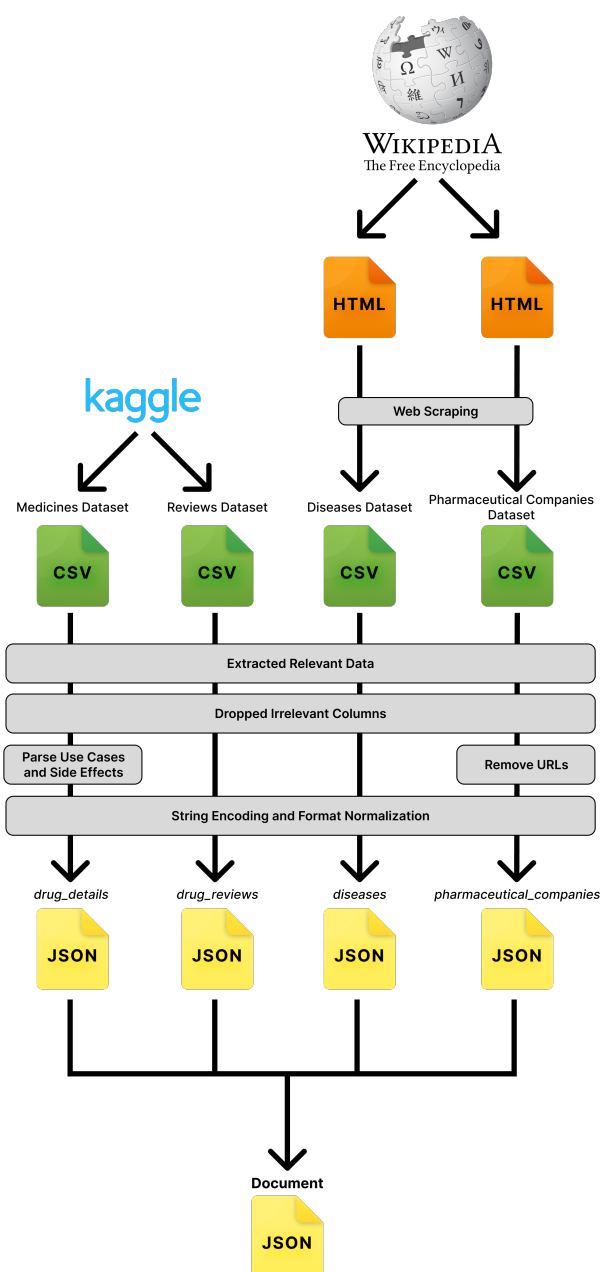 Ω
W
И
維
WIKIPEDIA
The Free Encyclopedia
HTML
HTML
Web Scraping
kaggle
Medicines Dataset
Reviews Dataset
Diseases Dataset
Pharmaceutical Companies
Dataset
CSV
CSV
CSV
CSV
Extracted Relevant Data
Dropped Irrelevant Columns
Parse Use Cases
and Side Effects
Remove URLs
String Encoding and Format Normalization
drug_details
drug_reviews
diseases
pharmaceutical_companies
JSON
JSON
JSON
JSON
Document
JSON